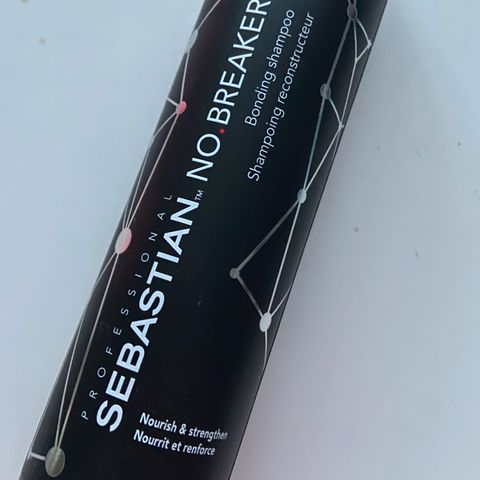 PROFESSIONAL
SEBASTIAN™ NO.BREAKER
Bonding shampoo
Shampoing reconstructeur
Nourish & strengthen
Nourrit et renforce